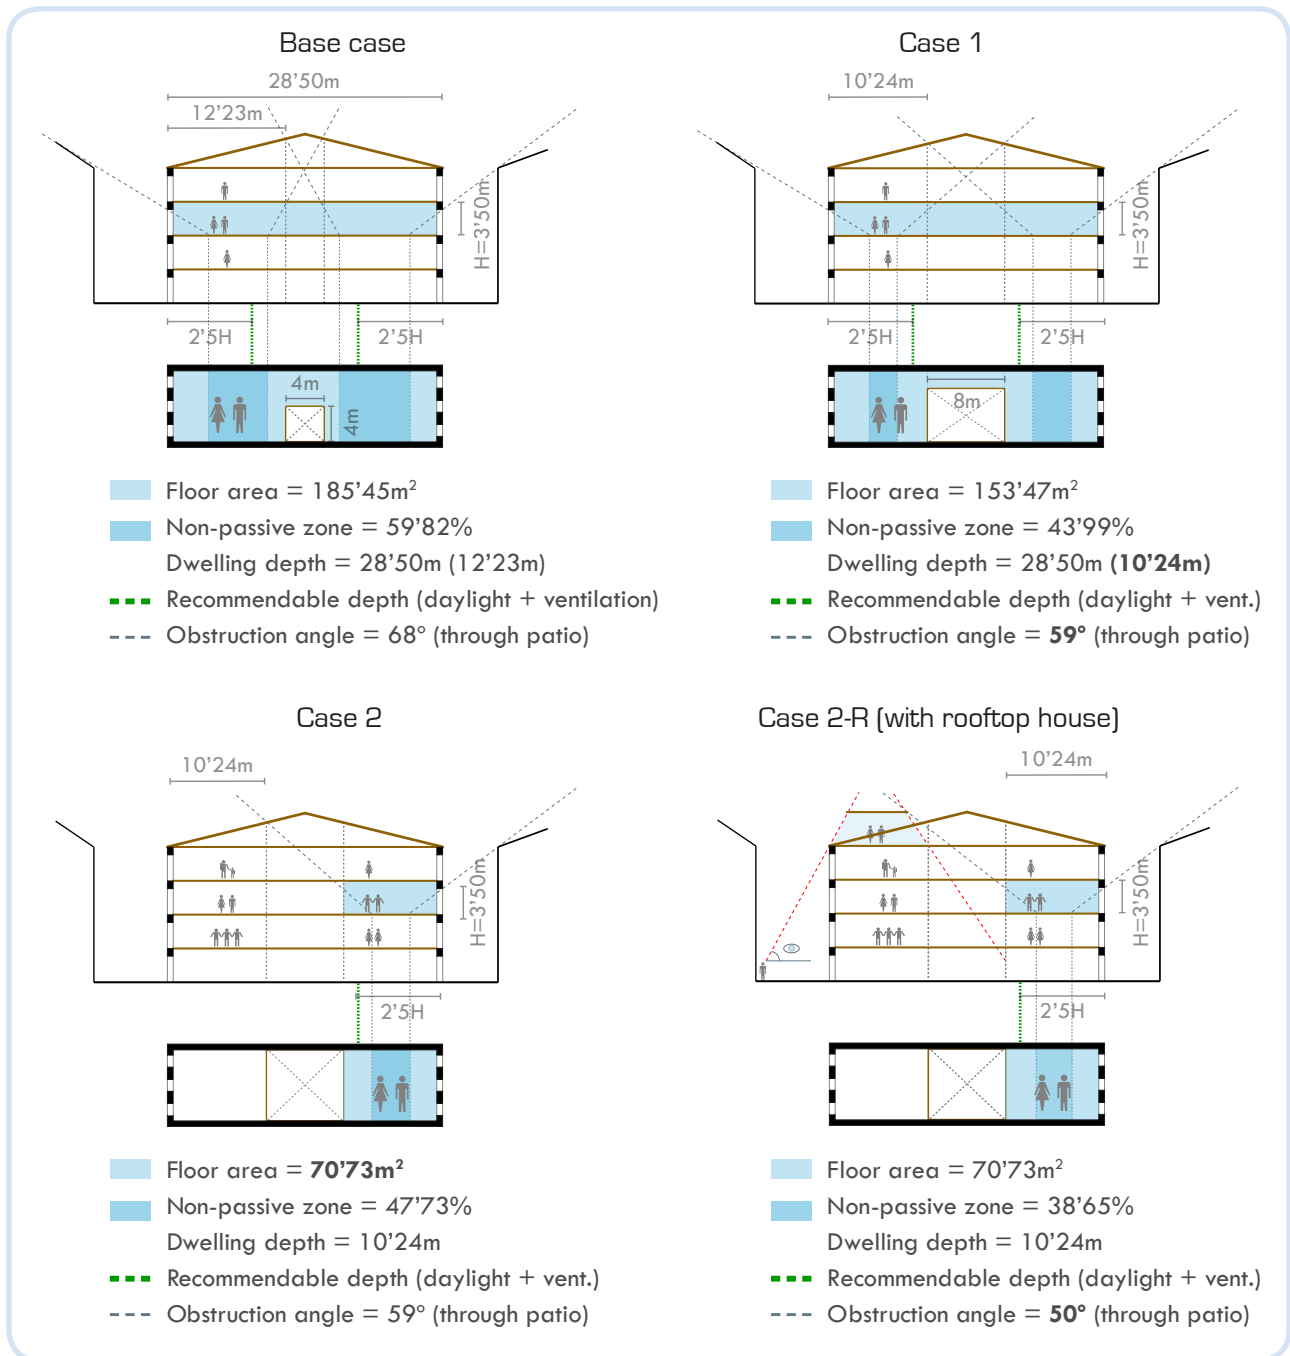 Base case
28'50m
12'23m
H=3'50m
2'5H
2'5H
4m
4m
Floor area = 185'45m²
Non-passive zone = 59'82%
Dwelling depth = 28'50m (12'23m)
Recommendable depth (daylight + ventilation)
Obstruction angle = 68° (through patio)
Case 1
10'24m
H=3'50m
2'5H
2'5H
8m
Floor area = 153'47m²
Non-passive zone = 43'99%
Dwelling depth = 28'50m (10'24m)
Recommendable depth (daylight + vent.)
Obstruction angle = 59° (through patio)
Case 2
10'24m
H=3'50m
2'5H
Floor area = 70'73m²
Non-passive zone = 47'73%
Dwelling depth = 10'24m
Recommendable depth (daylight + vent.)
Obstruction angle = 59° (through patio)
Case 2-R (with rooftop house)
10'24m
H=3'50m
2'5H
Floor area = 70'73m²
Non-passive zone = 38'65%
Dwelling depth = 10'24m
Recommendable depth (daylight + vent.)
Obstruction angle = 50° (through patio)